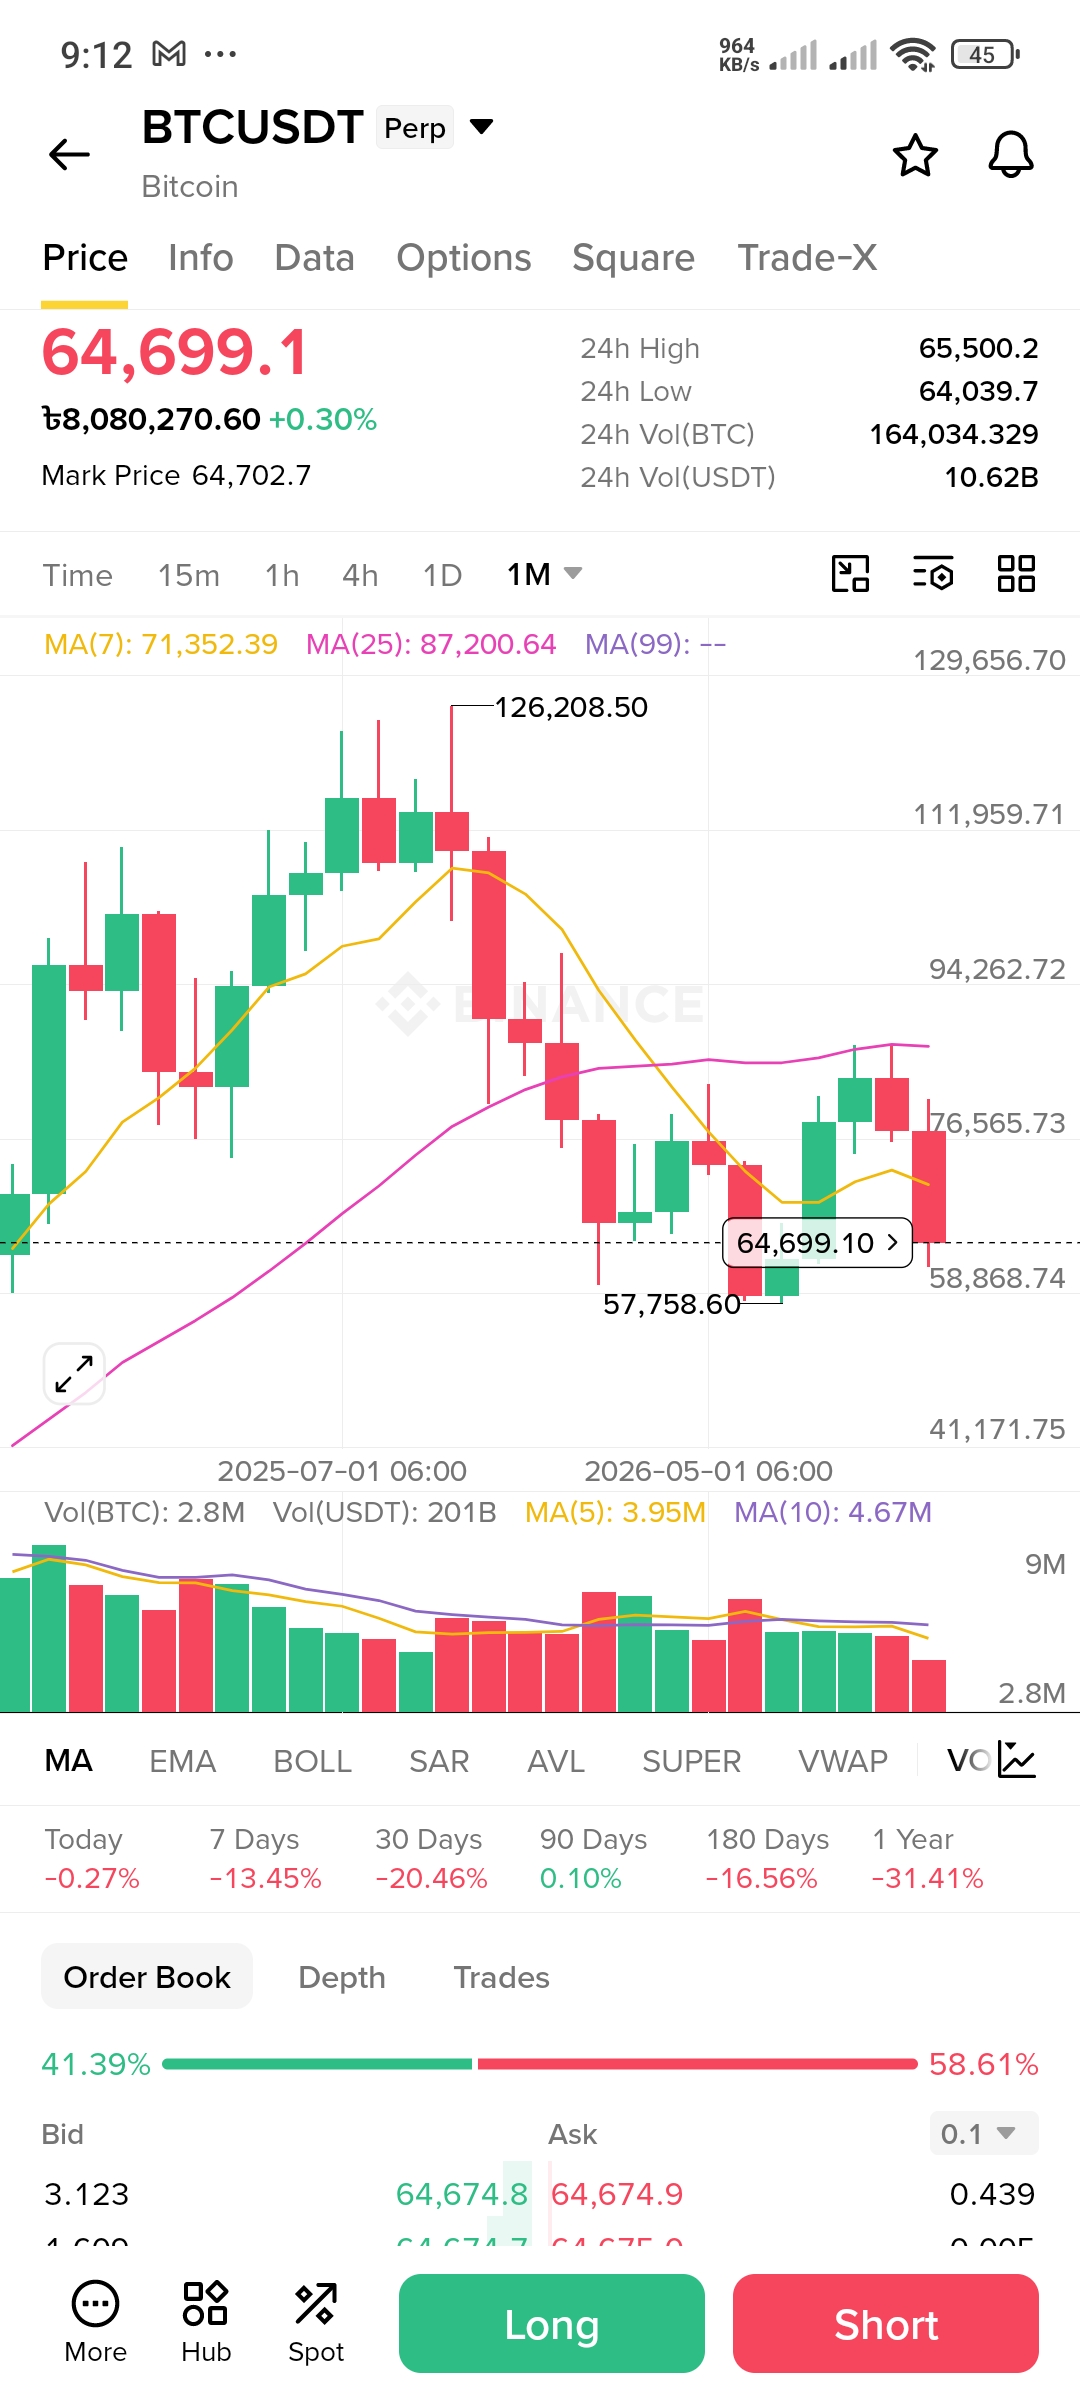 9:12 ... 964 KB/s 45
BTCUSDT Perp
Bitcoin
Price Info Data Options Square Trade-X
64,699.1
৳8,080,270.60 +0.30%
Mark Price 64,702.7
24h High 65,500.2
24h Low 64,039.7
24h Vol(BTC) 164,034.329
24h Vol(USDT) 10.62B
Time 15m 1h 4h 1D 1M
MA(7): 71,352.39 MA(25): 87,200.64 MA(99): --
129,656.70
126,208.50
111,959.71
94,262.72
BINANCE
76,565.73
64,699.10 >
58,868.74
57,758.60
41,171.75
2025-07-01 06:00 2026-05-01 06:00
Vol(BTC): 2.8M Vol(USDT): 201B MA(5): 3.95M MA(10): 4.67M
9M
2.8M
MA EMA BOLL SAR AVL SUPER VWAP VO
Today 7 Days 30 Days 90 Days 180 Days 1 Year
-0.27% -13.45% -20.46% 0.10% -16.56% -31.41%
Order Book Depth Trades
41.39% 58.61%
Bid Ask 0.1
3.123 64,674.8 64,674.9 0.439
More Hub Spot Long Short